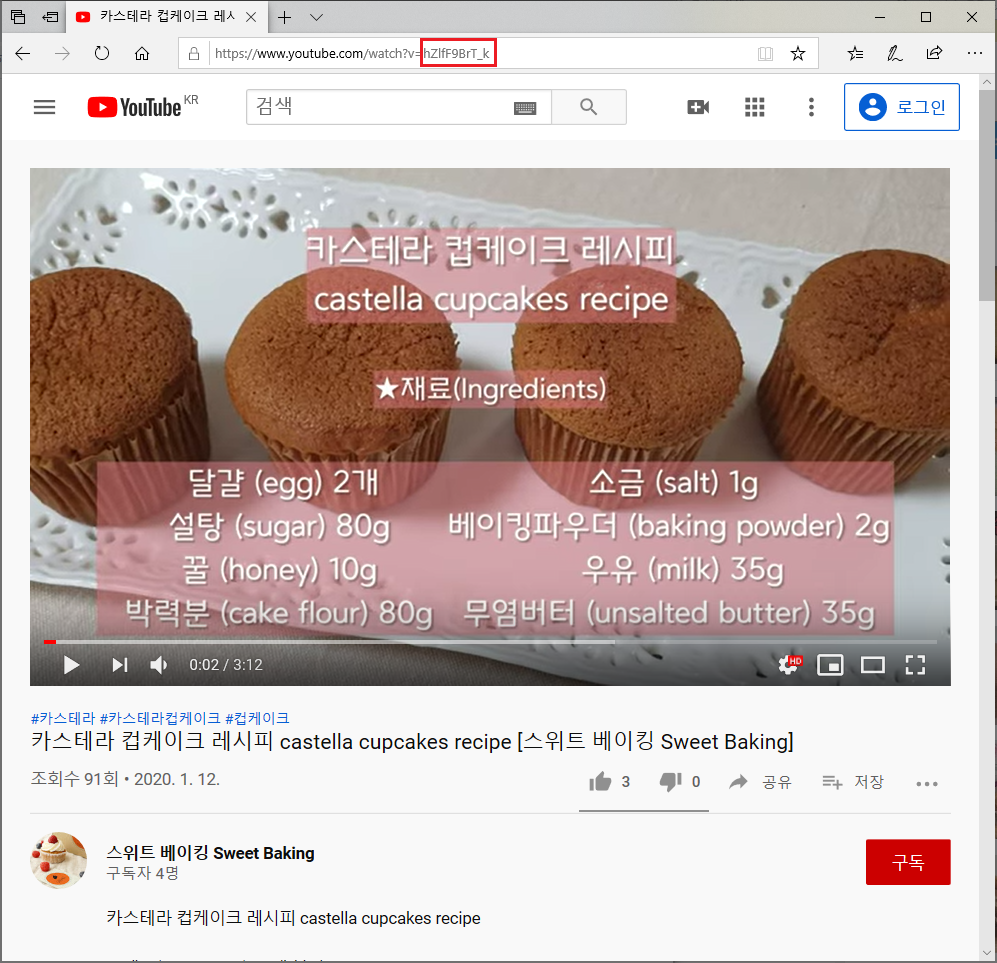 카스테라 컵케이크 레시
https://www.youtube.com/watch?v=hZlfF9BrT_k
YouTube KR
검색
로그인
카스테라 컵케이크 레시피
castella cupcakes recipe
★재료(Ingredients)
달걀 (egg) 2개 소금 (salt) 1g
설탕 (sugar) 80g 베이킹파우더 (baking powder) 2g
꿀 (honey) 10g 우유 (milk) 35g
박력분 (cake flour) 80g 무염버터 (unsalted butter) 35g
0:02 / 3:12
HD
#카스테라 #카스테라컵케이크 #컵케이크
카스테라 컵케이크 레시피 castella cupcakes recipe [스위트 베이킹 Sweet Baking]
조회수 91회 • 2020. 1. 12.
3 0 공유 저장
스위트 베이킹 Sweet Baking
구독자 4명
구독
카스테라 컵케이크 레시피 castella cupcakes recipe